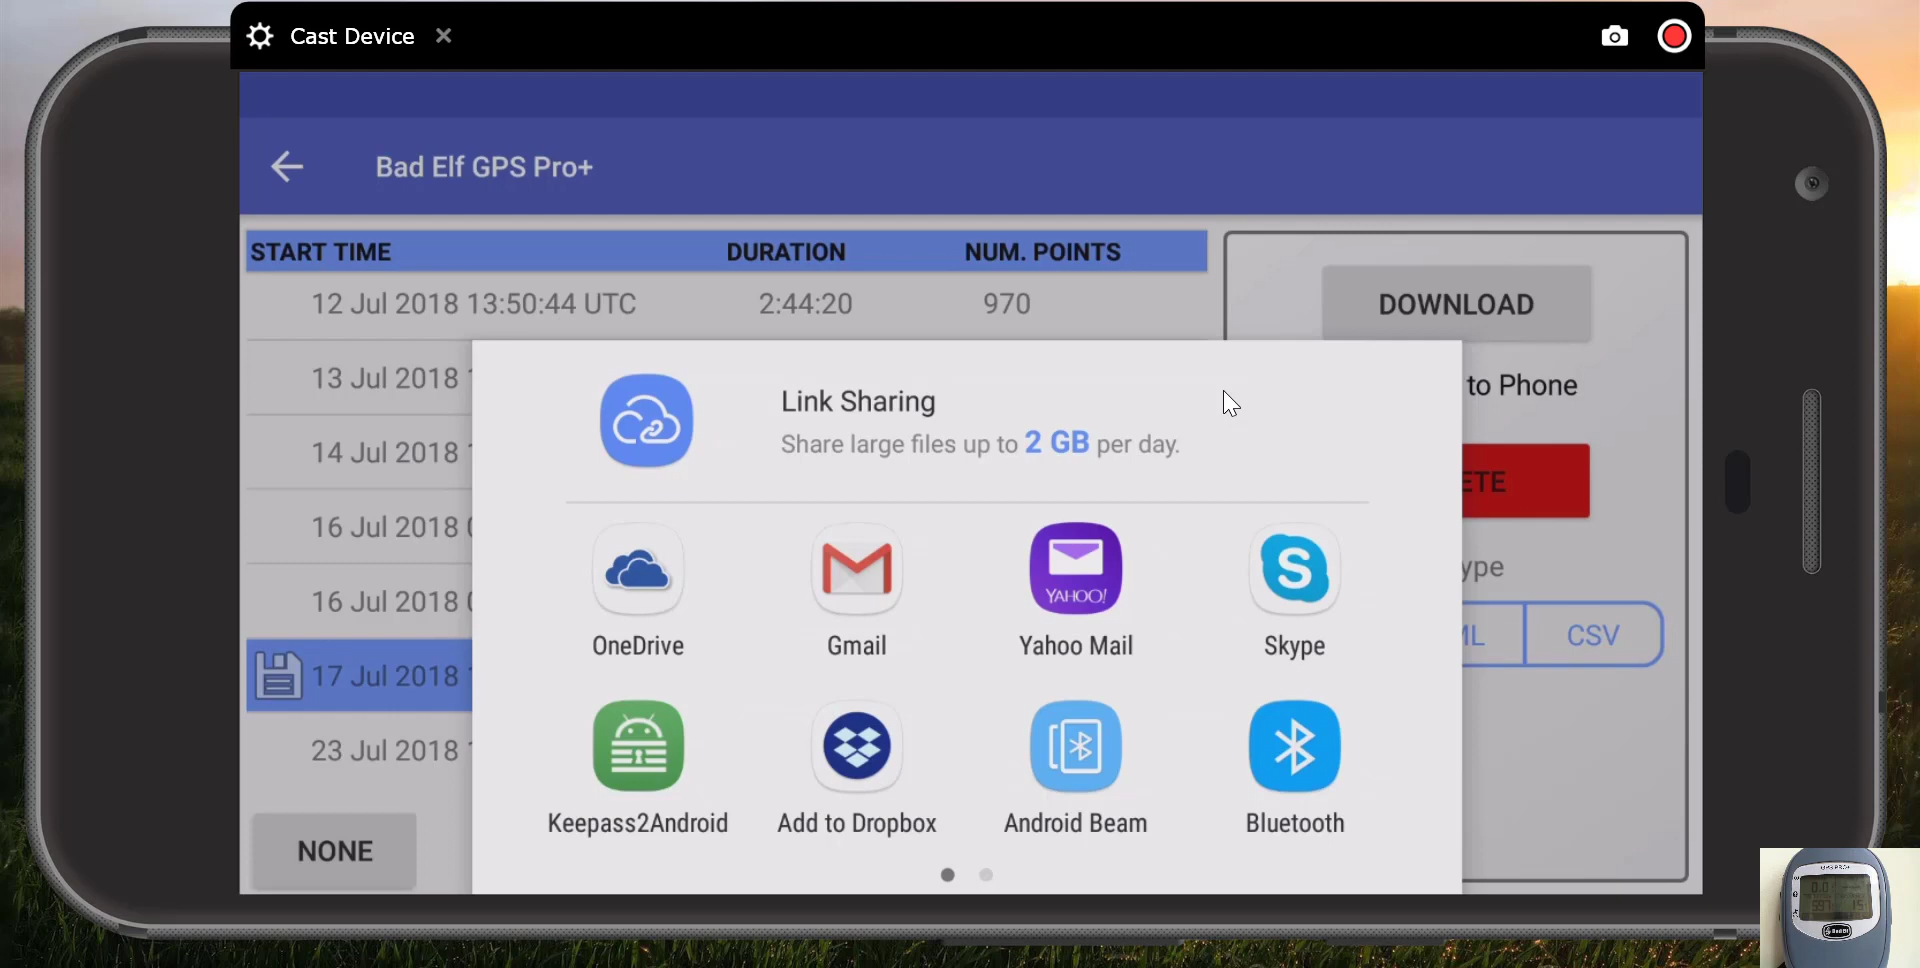 Cast Device
Bad Elf GPS Pro+
START TIME DURATION NUM. POINTS
12 Jul 2018 13:50:44 UTC 2:44:20 970
DOWNLOAD
13 Jul 2018
to Phone
Link Sharing
Share large files up to 2 GB per day.
14 Jul 2018
ETE
16 Jul 2018
ype
16 Jul 2018
CSV
17 Jul 2018
23 Jul 2018
YAHOO!
OneDrive Gmail Yahoo Mail Skype
Keepass2Android Add to Dropbox Android Beam Bluetooth
NONE
Bad Elf